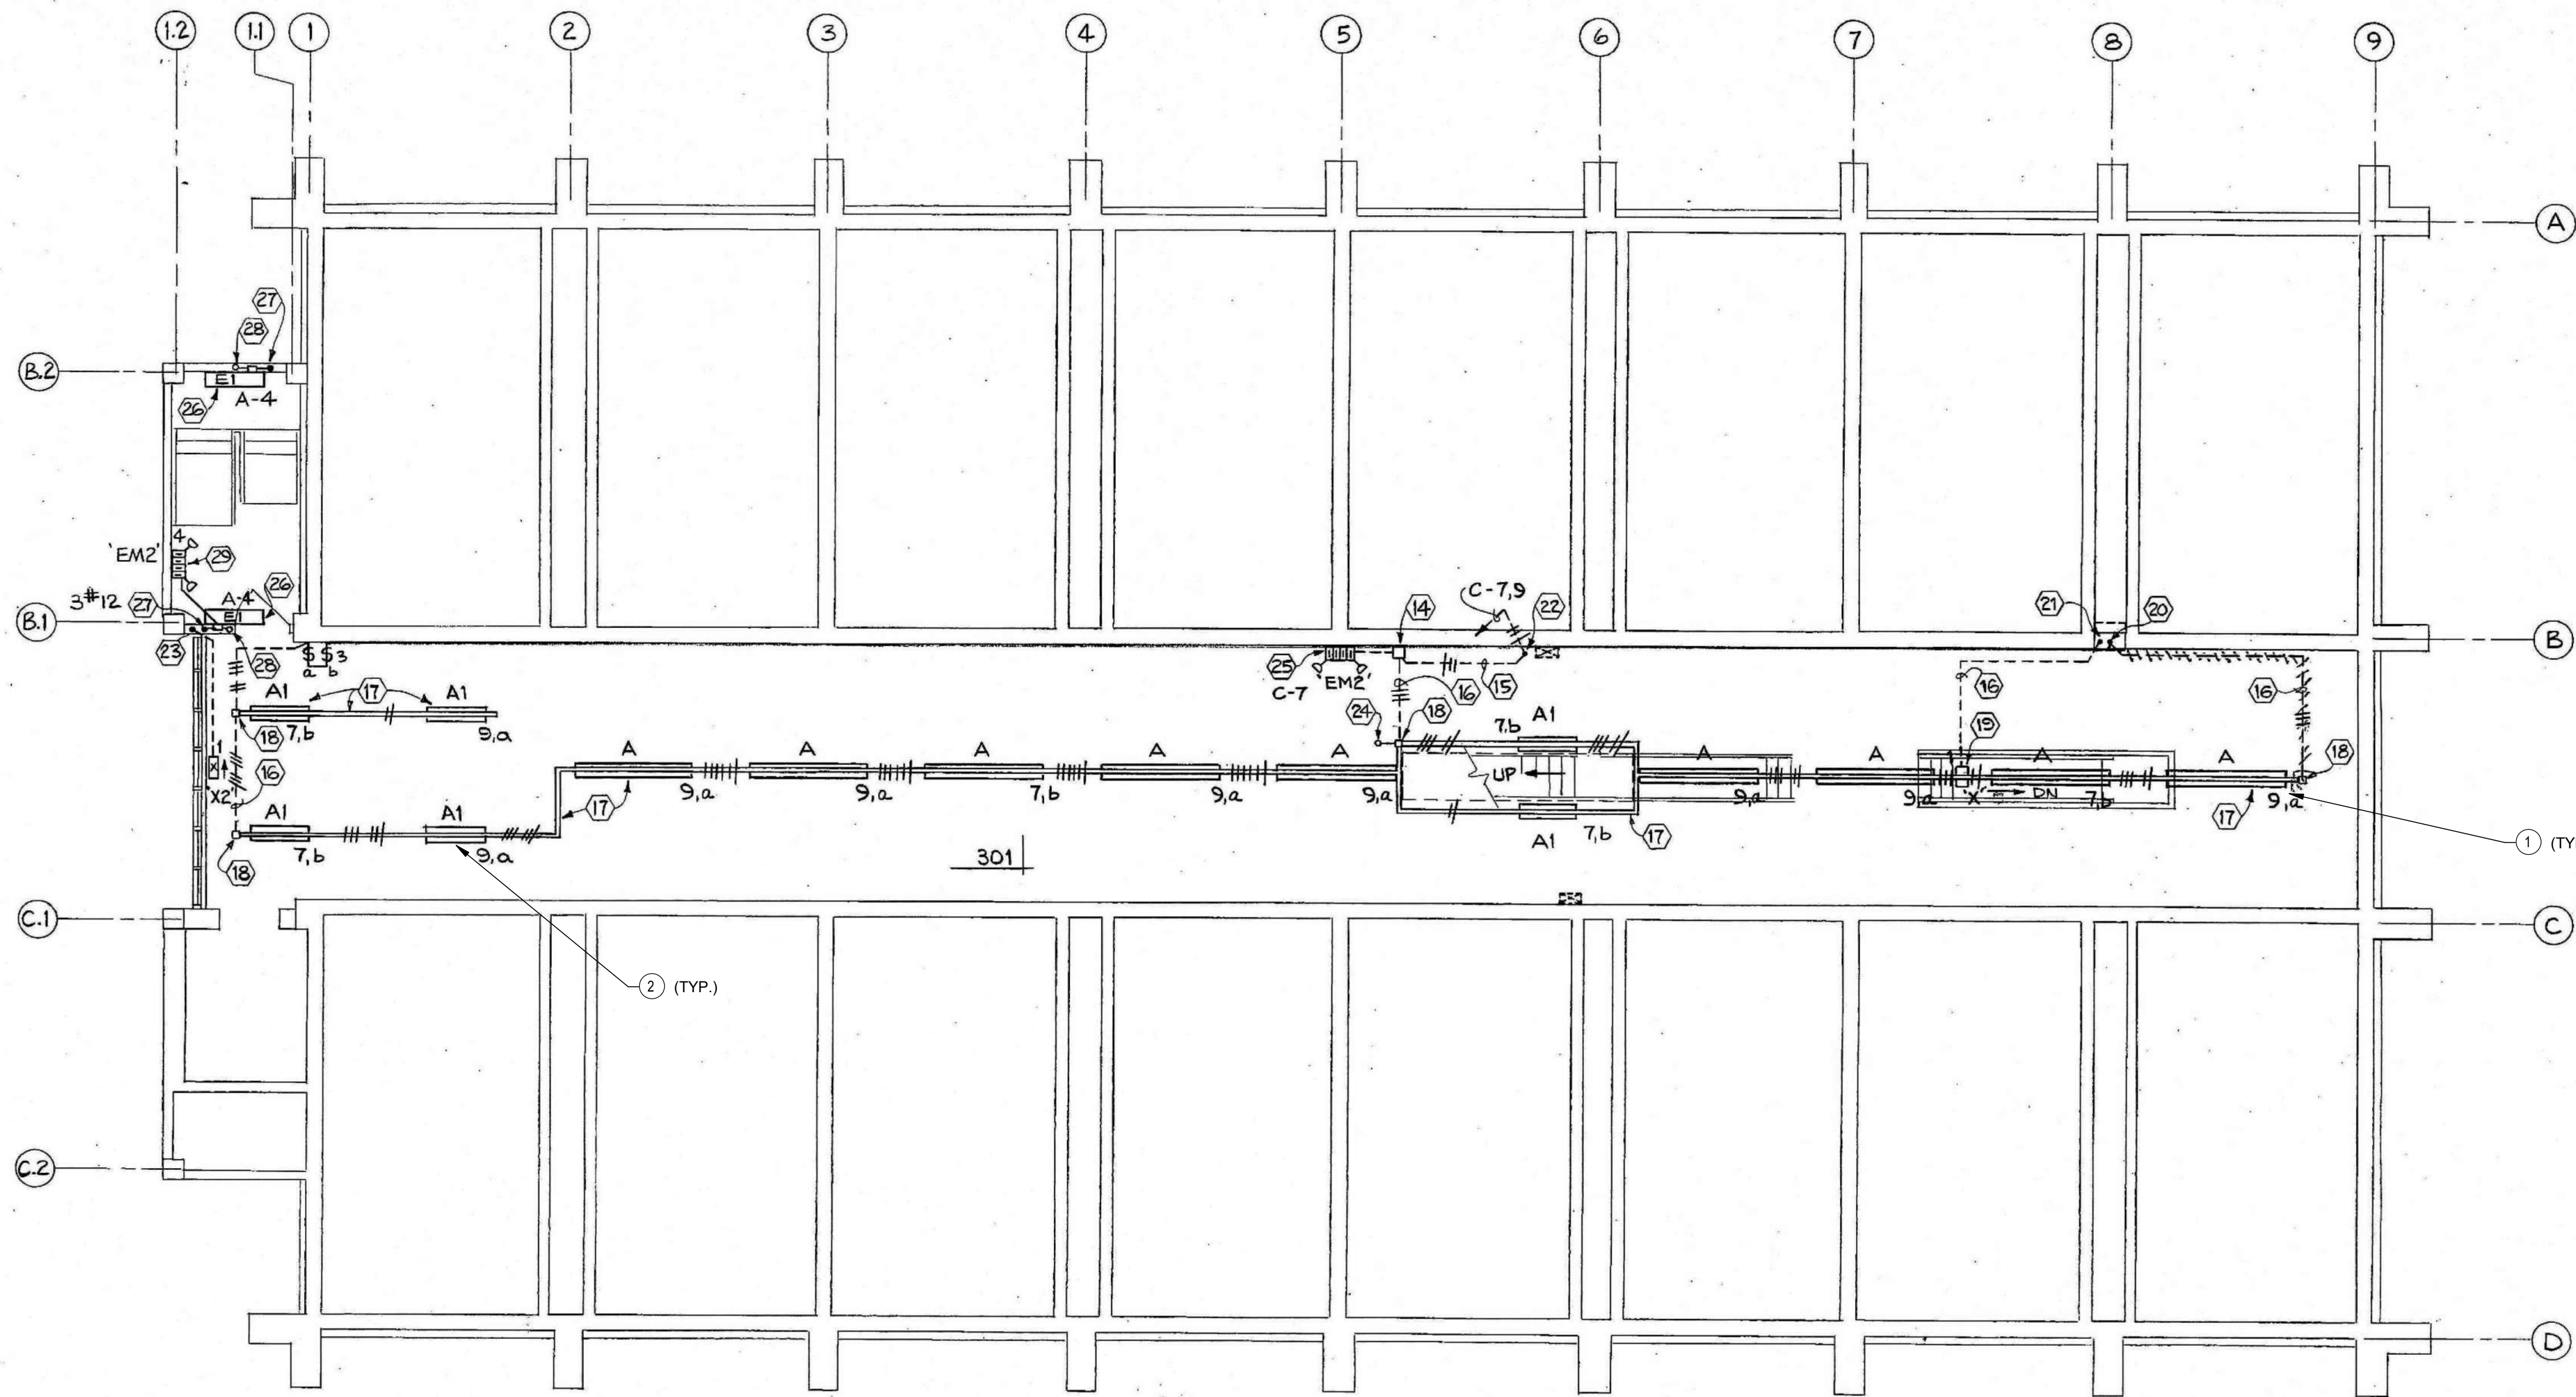 1.2 1.1 1 2 3 4 5 6 7 8 9
A
27
28
B.2
E1
A-4
26
4
'EM2'
29
3#12
27
A-4
E1
26
B.1
23
28
$ $3
a b
C-7,9
14
22
21
20
B
25
C-7
'EM2'
16
15
16
16
A1
17
A1
18
7,b
9,a
24
18
7,b
A1
19
1
X
'X2'
16
A A A A A
UP
A A A A
18
9,a 9,a 7,b 9,a 9,a
9,a 9,a
'X'
DN
7,b
17
9,a
17
A1
A1
7,b
9,a
18
A1
7,b
17
301
1 (TY
C.1
C
2 (TYP.)
C.2
D